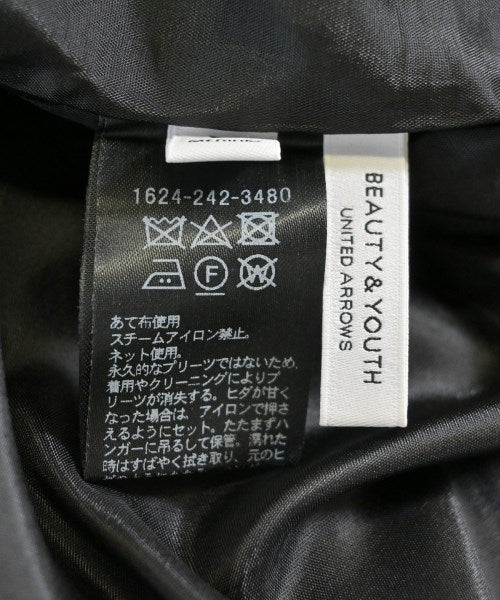 1624-242-3480
F
W
あて布使用
スチームアイロン禁止。
ネット使用。
永久的なプリーツではないため、
着用やクリーニングによりプ
リーツが消失する。ヒダが甘く
なった場合は、アイロンで押さ
えるようにセット。たたまずハ
ンガーに吊るして保管。濡れた
時はすばやく拭き取り、元のヒ
BEAUTY & YOUTH
UNITED ARROWS